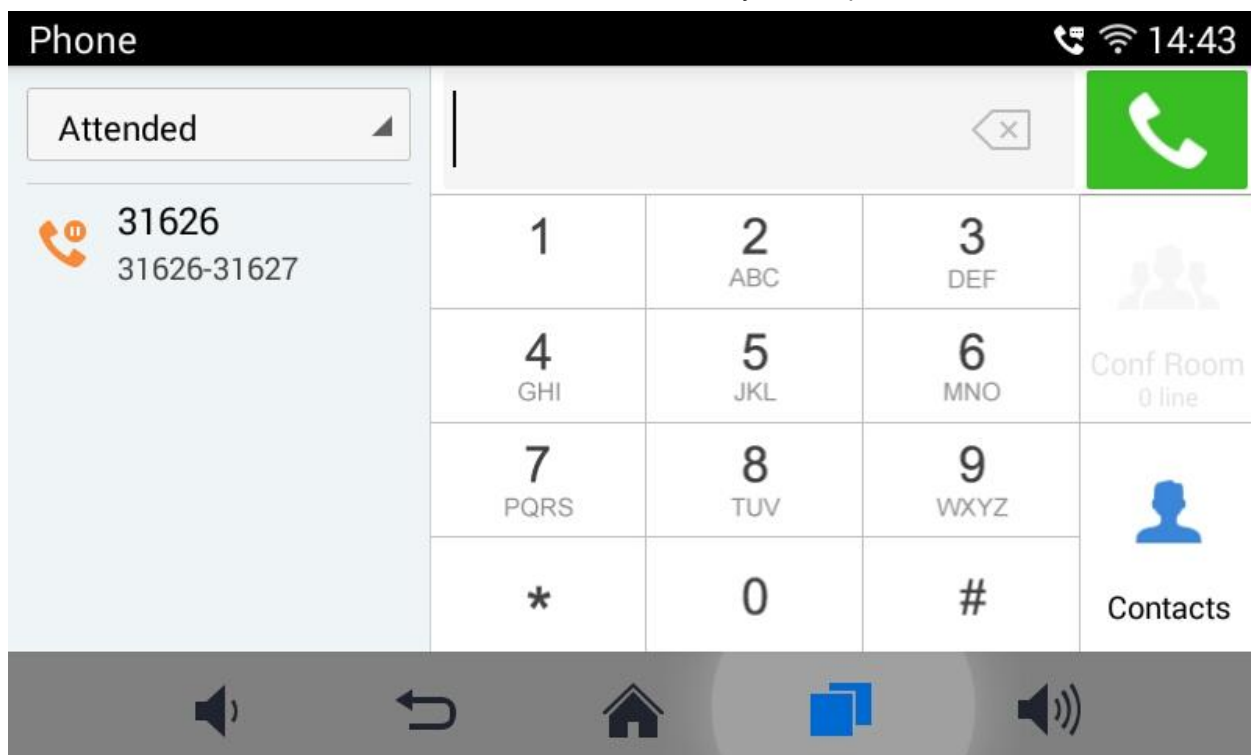 Phone
14:43
Attended
31626
31626-31627
1
2
ABC
3
DEF
4
GHI
5
JKL
6
MNO
Conf Room
0 line
7
PQRS
8
TUV
9
WXYZ
*
0
#
Contacts